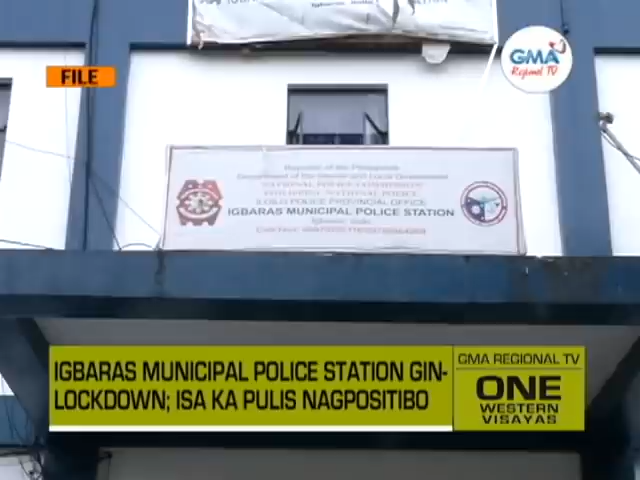 GMA
Regional TV
FILE
Republic of the Philippines
Department of the Interior and Local Government
NATIONAL POLICE COMMISSION
PHILIPPINE NATIONAL POLICE
ILOILO POLICE PROVINCIAL OFFICE
IGBARAS MUNICIPAL POLICE STATION
Igbaras, Iloilo
IGBARAS MUNICIPAL POLICE STATION GIN-
LOCKDOWN; ISA KA PULIS NAGPOSITIBO
GMA REGIONAL TV
ONE
WESTERN
VISAYAS